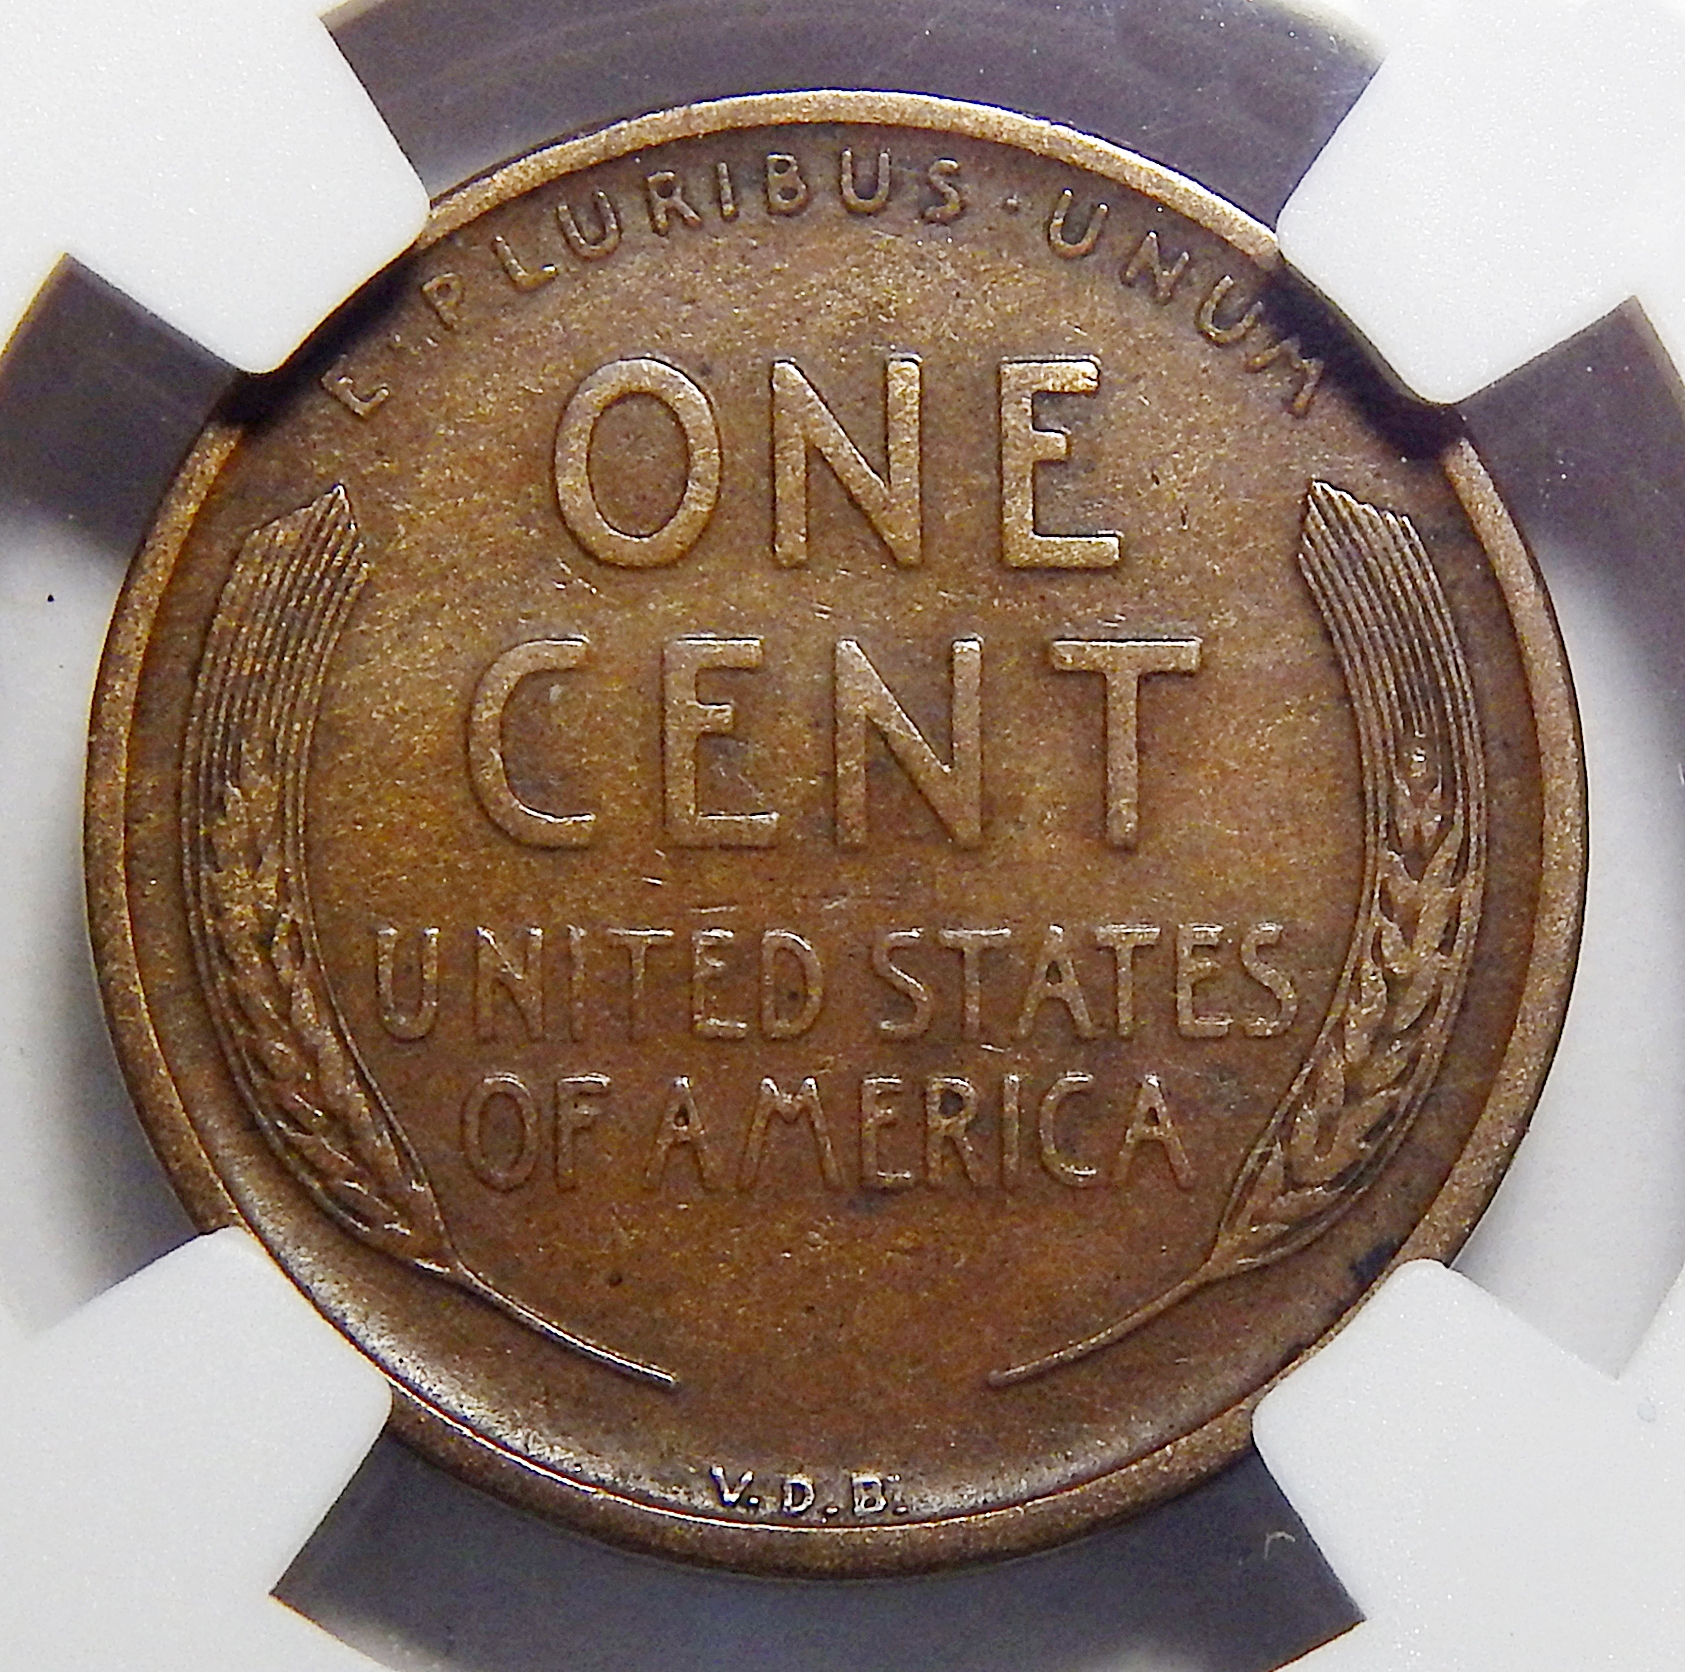 E · PLURIBUS · UNUM
ONE
CENT
UNITED STATES
OF AMERICA
V.D.B.